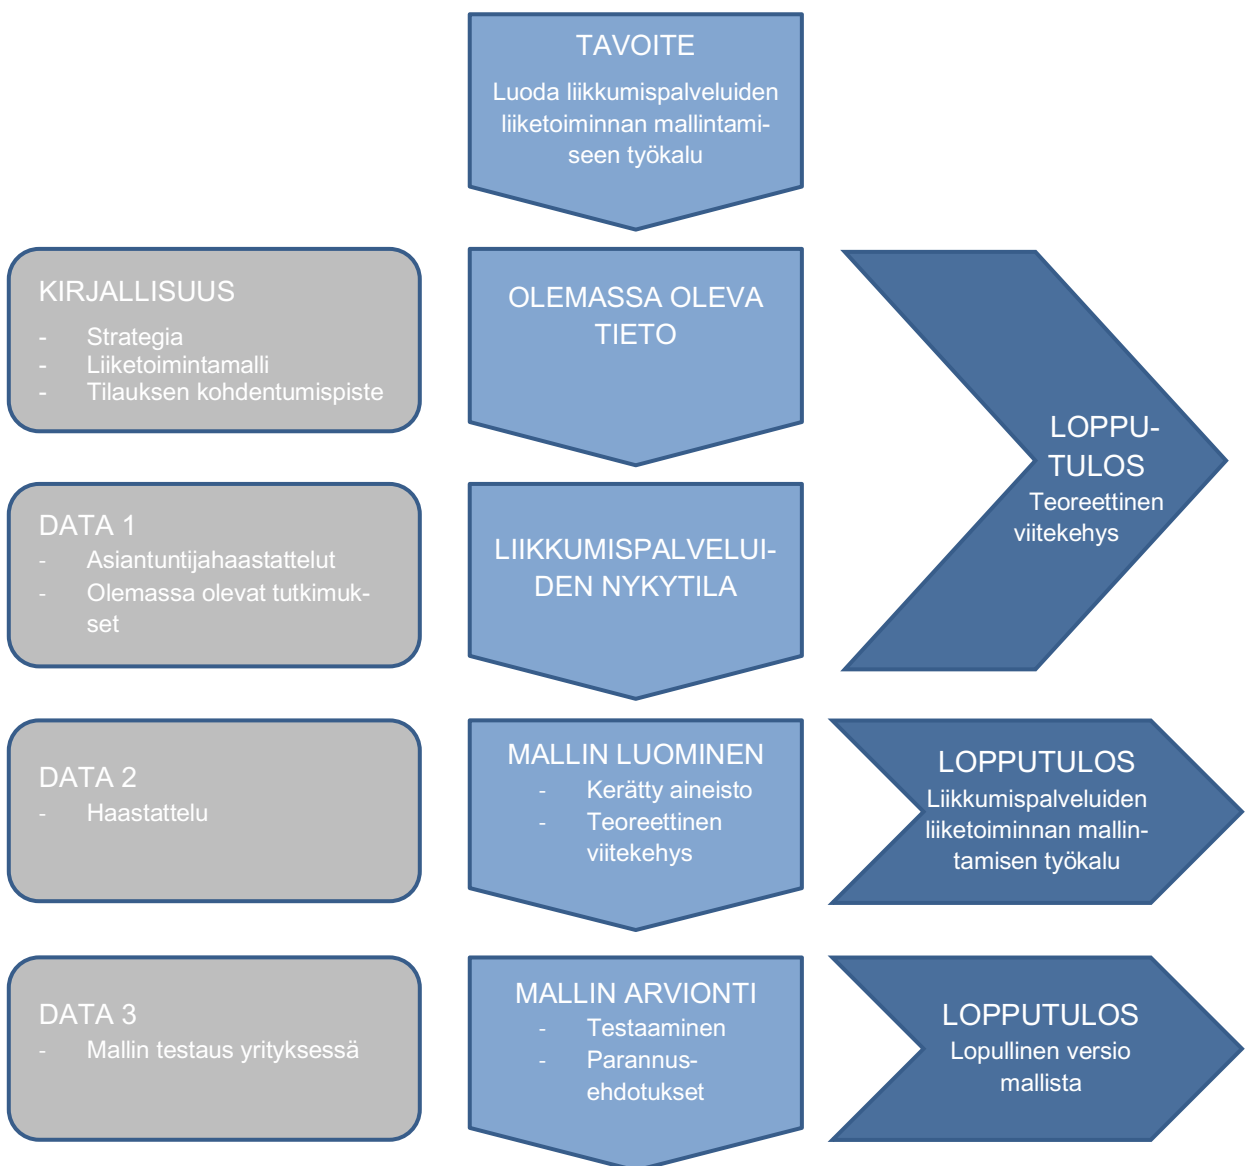 TAVOITE
Luoda liikkumispalveluiden
liiketoiminnan mallintami-
seen työkalu
KIRJALLISUUS
- Strategia
- Liiketoimintamalli
- Tilauksen kohdentumispiste
OLEMASSA OLEVA
TIETO
LOPPU-
TULOS
Teoreettinen
viitekehys
DATA 1
- Asiantuntijahaastattelut
- Olemassa olevat tutkimuk-
set
LIIKKUMISPALVELUI-
DEN NYKYTILA
DATA 2
- Haastattelu
MALLIN LUOMINEN
- Kerätty aineisto
- Teoreettinen
viitekehys
LOPPUTULOS
Liikkumispalveluiden
liiketoiminnan mallin-
tamisen työkalu
DATA 3
- Mallin testaus yrityksessä
MALLIN ARVIONTI
- Testaaminen
- Parannus-
ehdotukset
LOPPUTULOS
Lopullinen versio
mallista